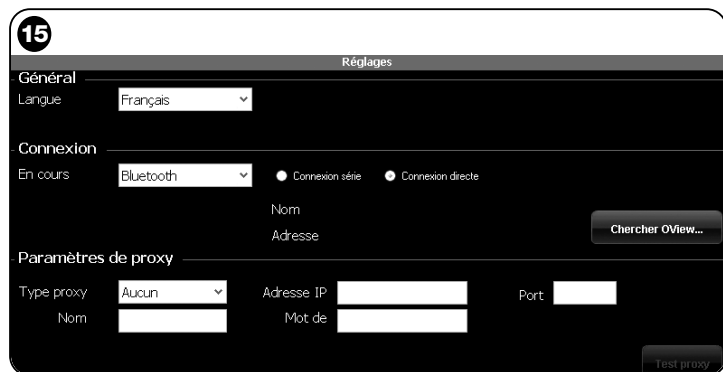 15
Réglages
Général
Langue Français
Connexion
En cours Bluetooth Connexion série Connexion directe
Nom
Adresse
Chercher OView...
Paramètres de proxy
Type proxy Aucun Adresse IP Port
Nom Mot de
Test proxy